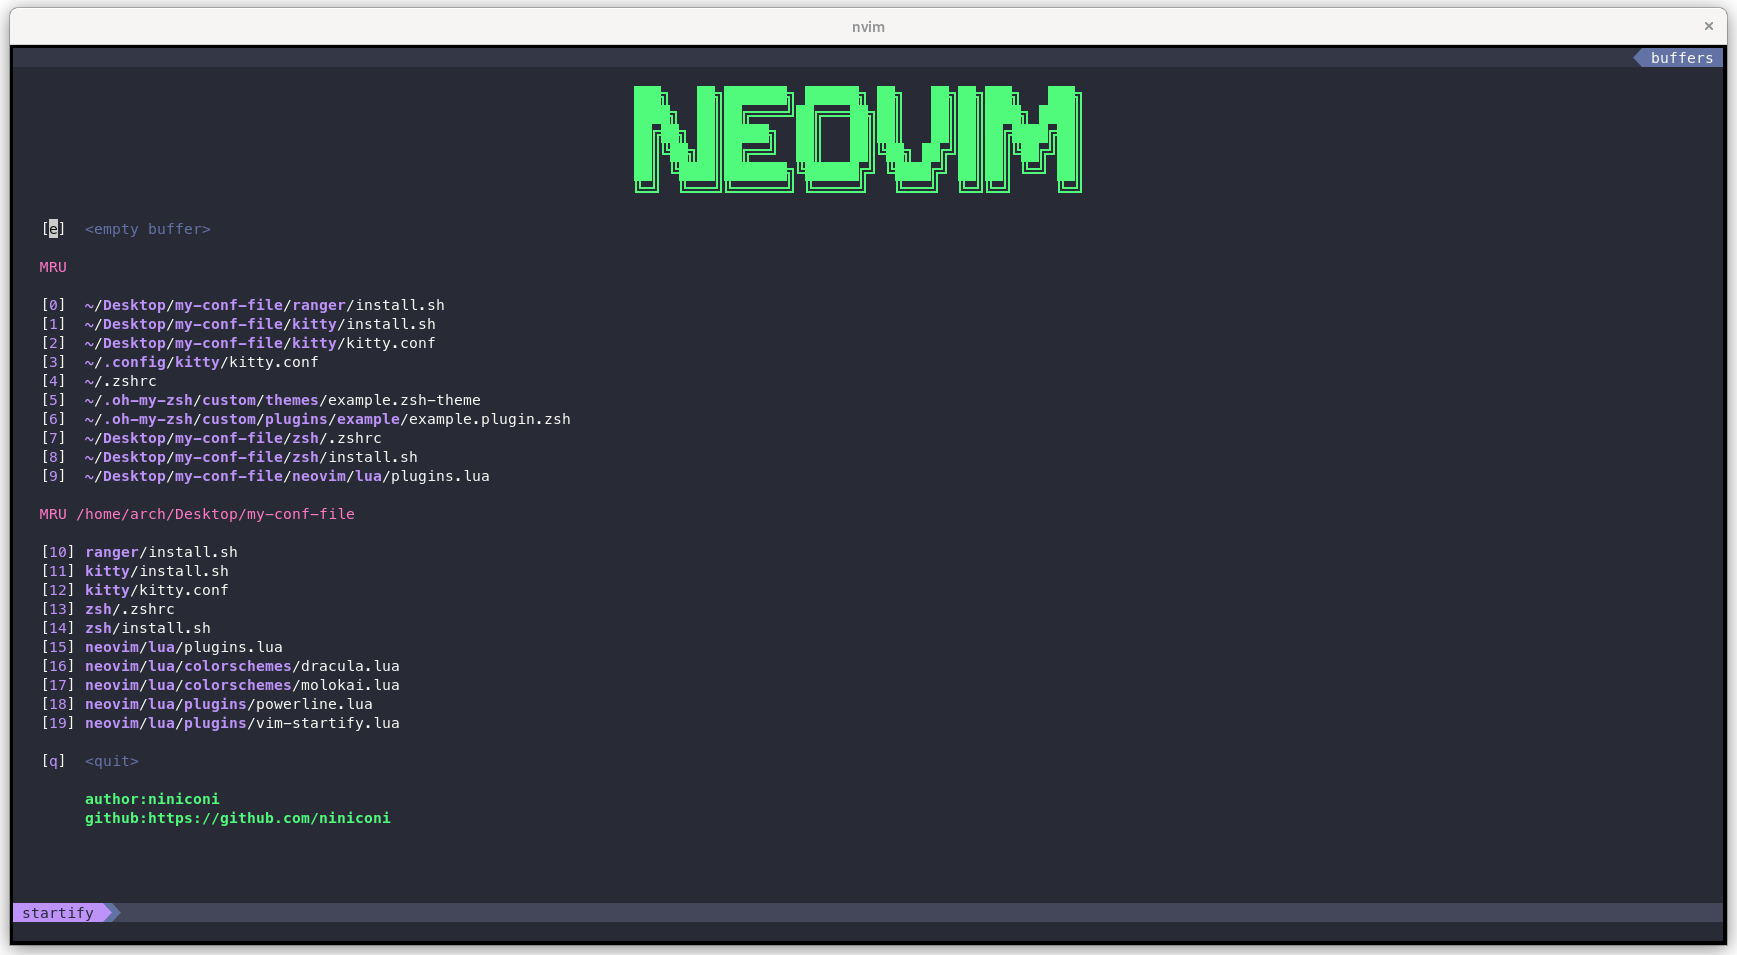 nvim
buffers
NEOVIM
[e] <empty buffer>
MRU
[0] ~/Desktop/my-conf-file/ranger/install.sh
[1] ~/Desktop/my-conf-file/kitty/install.sh
[2] ~/Desktop/my-conf-file/kitty/kitty.conf
[3] ~/.config/kitty/kitty.conf
[4] ~/.zshrc
[5] ~/.oh-my-zsh/custom/themes/example.zsh-theme
[6] ~/.oh-my-zsh/custom/plugins/example/example.plugin.zsh
[7] ~/Desktop/my-conf-file/zsh/.zshrc
[8] ~/Desktop/my-conf-file/zsh/install.sh
[9] ~/Desktop/my-conf-file/neovim/lua/plugins.lua
MRU /home/arch/Desktop/my-conf-file
[10] ranger/install.sh
[11] kitty/install.sh
[12] kitty/kitty.conf
[13] zsh/.zshrc
[14] zsh/install.sh
[15] neovim/lua/plugins.lua
[16] neovim/lua/colorschemes/dracula.lua
[17] neovim/lua/colorschemes/molokai.lua
[18] neovim/lua/plugins/powerline.lua
[19] neovim/lua/plugins/vim-startify.lua
[q] <quit>
author:niniconi
github:https://github.com/niniconi
startify